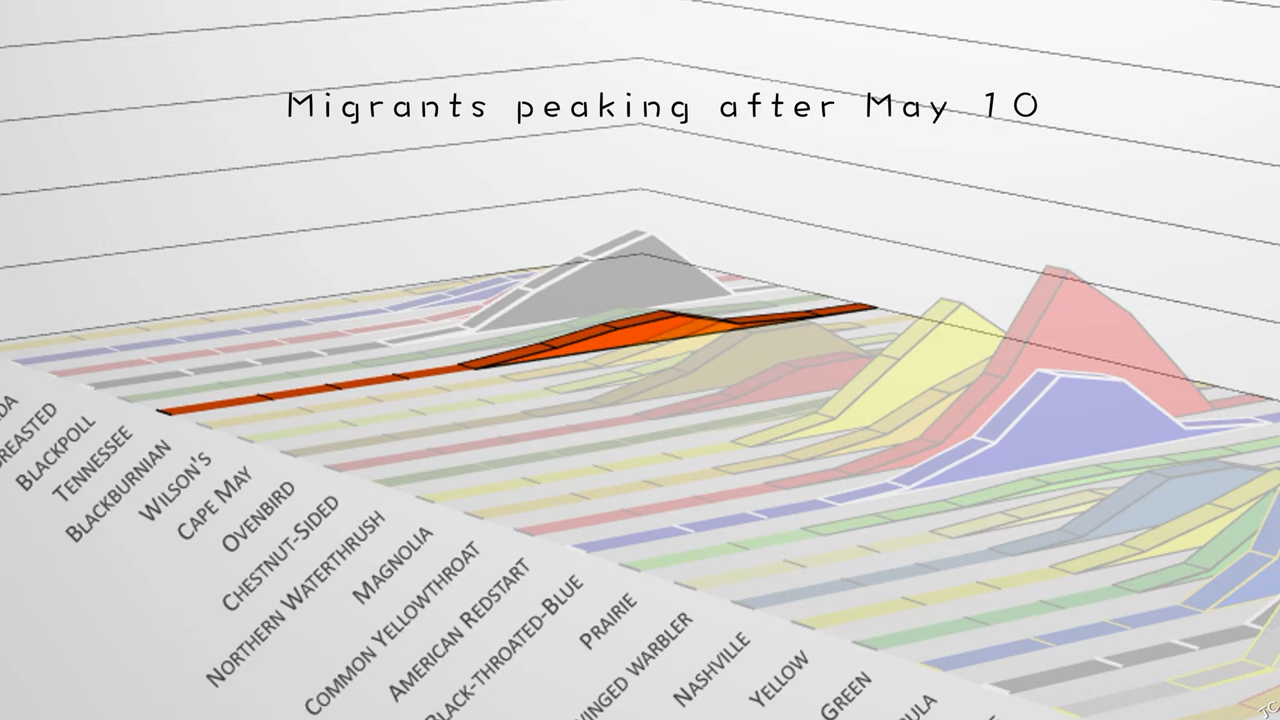 Migrants peaking after May 10
BLACKPOLL
TENNESSEE
BLACKBURNIAN
WILSON'S
CAPE MAY
OVENBIRD
CHESTNUT-SIDED
NORTHERN WATERTHRUSH
MAGNOLIA
COMMON YELLOWTHROAT
AMERICAN REDSTART
BLACK-THROATED-BLUE
PRAIRIE
WARBLER
NASHVILLE
YELLOW
GREEN